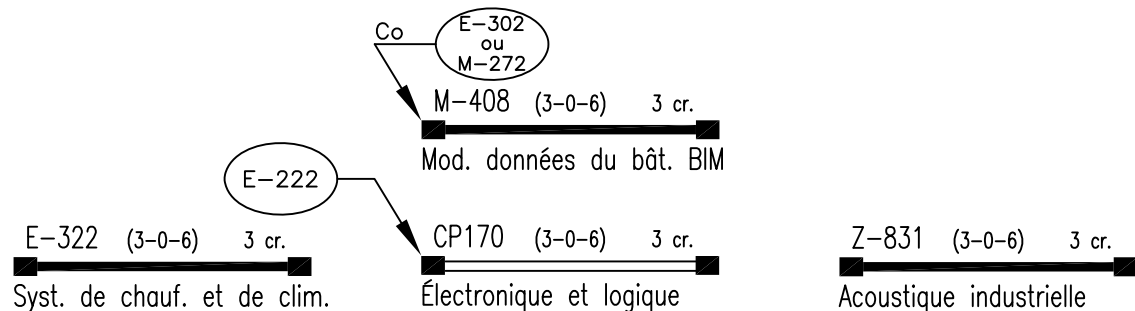 Co
E-302
ou
M-272
M-408 (3-0-6) 3 cr.
Mod. données du bât. BIM
E-222
E-322 (3-0-6) 3 cr.
Syst. de chauf. et de clim.
CP170 (3-0-6) 3 cr.
Électronique et logique
Z-831 (3-0-6) 3 cr.
Acoustique industrielle